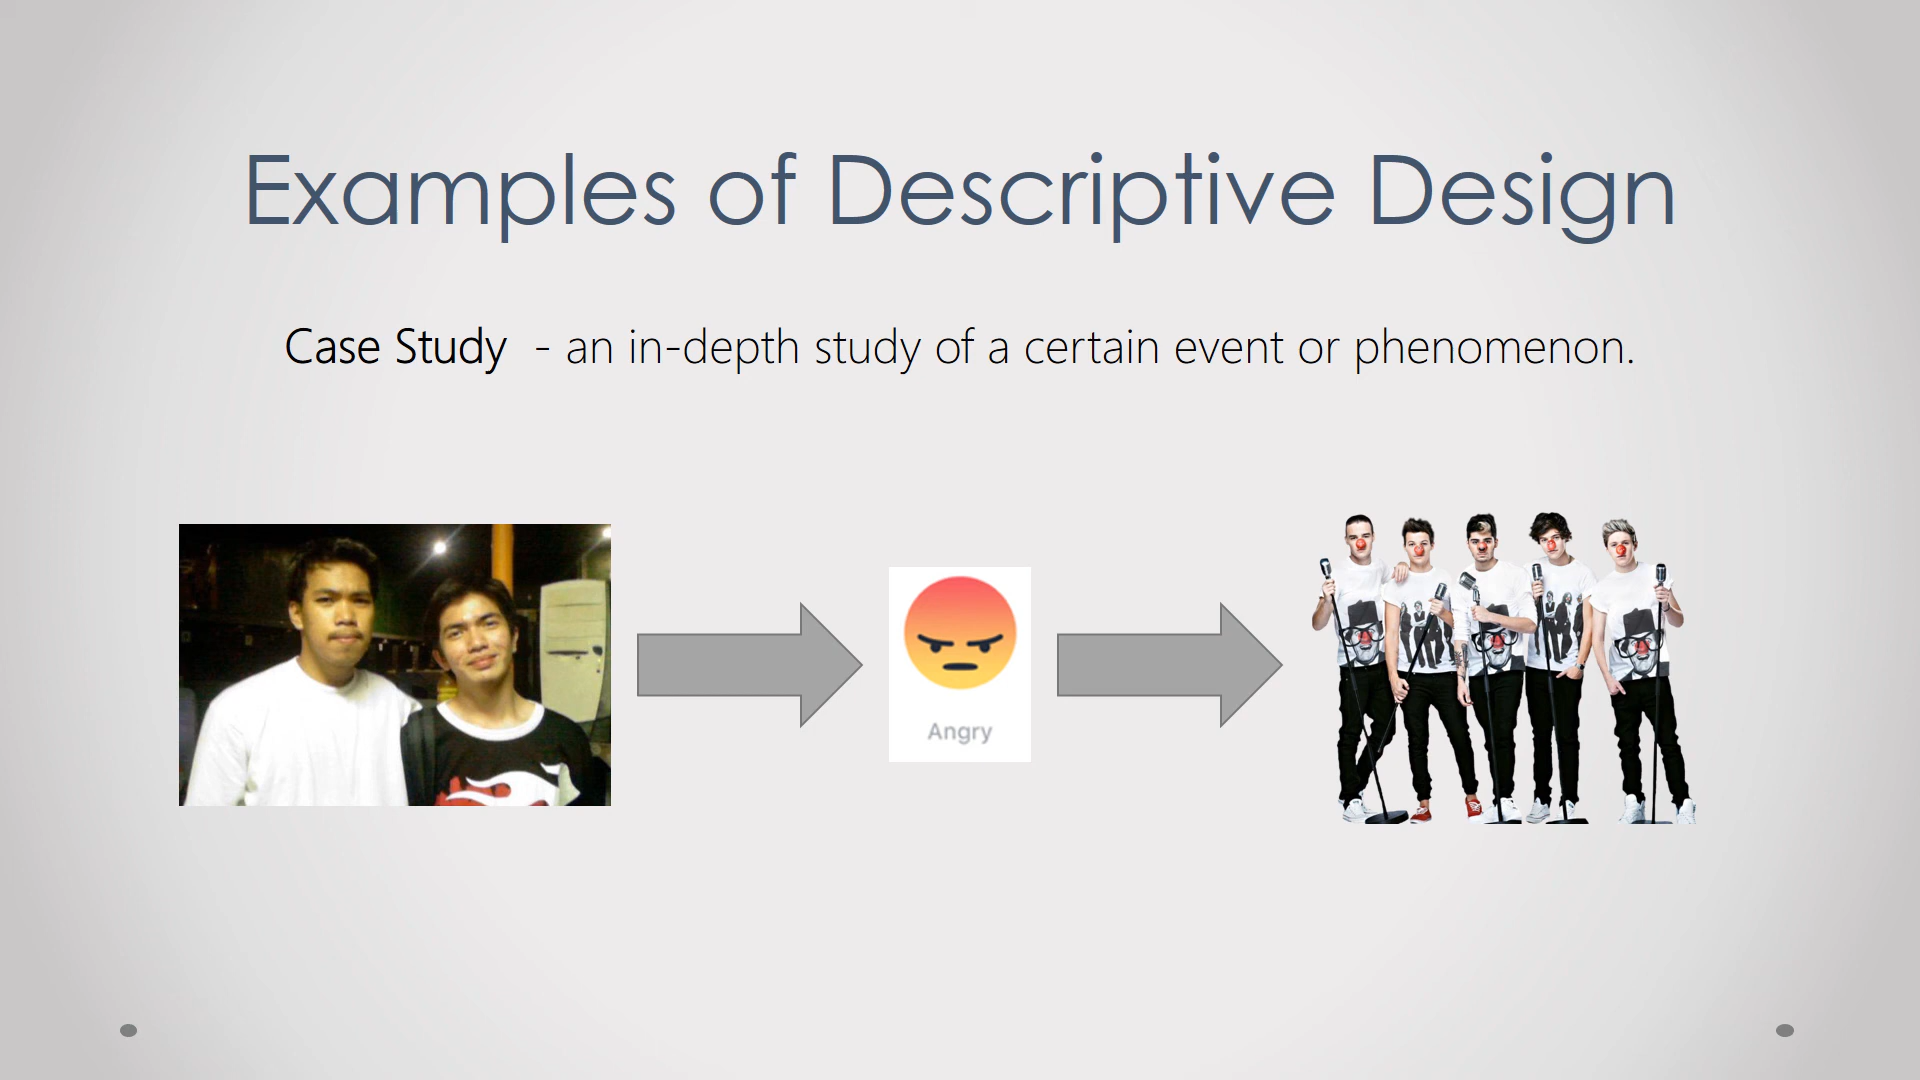 Examples of Descriptive Design
Case Study - an in-depth study of a certain event or phenomenon.
Angry